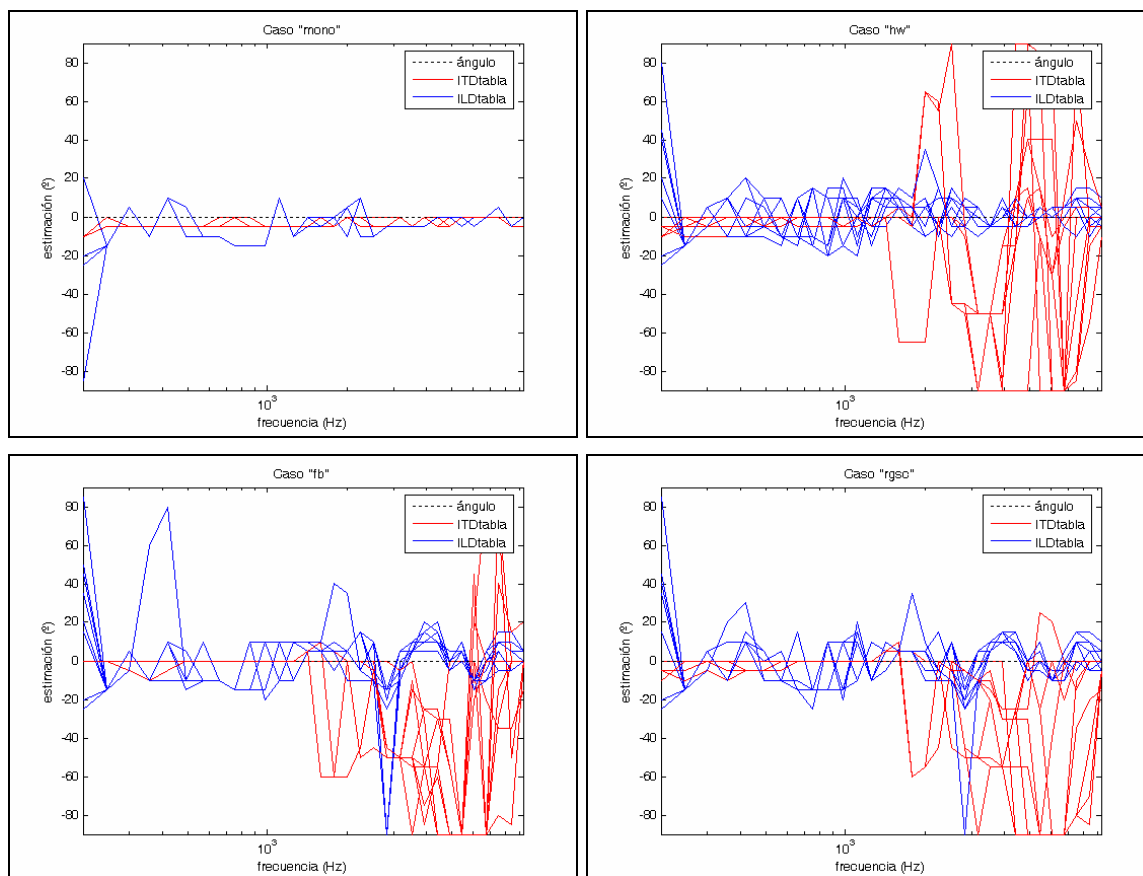 Caso "mono"
ángulo
ITDtabla
ILDtabla
estimación (º)
80
60
40
20
0
-20
-40
-60
-80
10³
frecuencia (Hz)
Caso "hw"
ángulo
ITDtabla
ILDtabla
estimación (º)
80
60
40
20
0
-20
-40
-60
-80
10³
frecuencia (Hz)
Caso "fb"
ángulo
ITDtabla
ILDtabla
estimación (º)
80
60
40
20
0
-20
-40
-60
-80
10³
frecuencia (Hz)
Caso "rgsc"
ángulo
ITDtabla
ILDtabla
estimación (º)
80
60
40
20
0
-20
-40
-60
-80
10³
frecuencia (Hz)